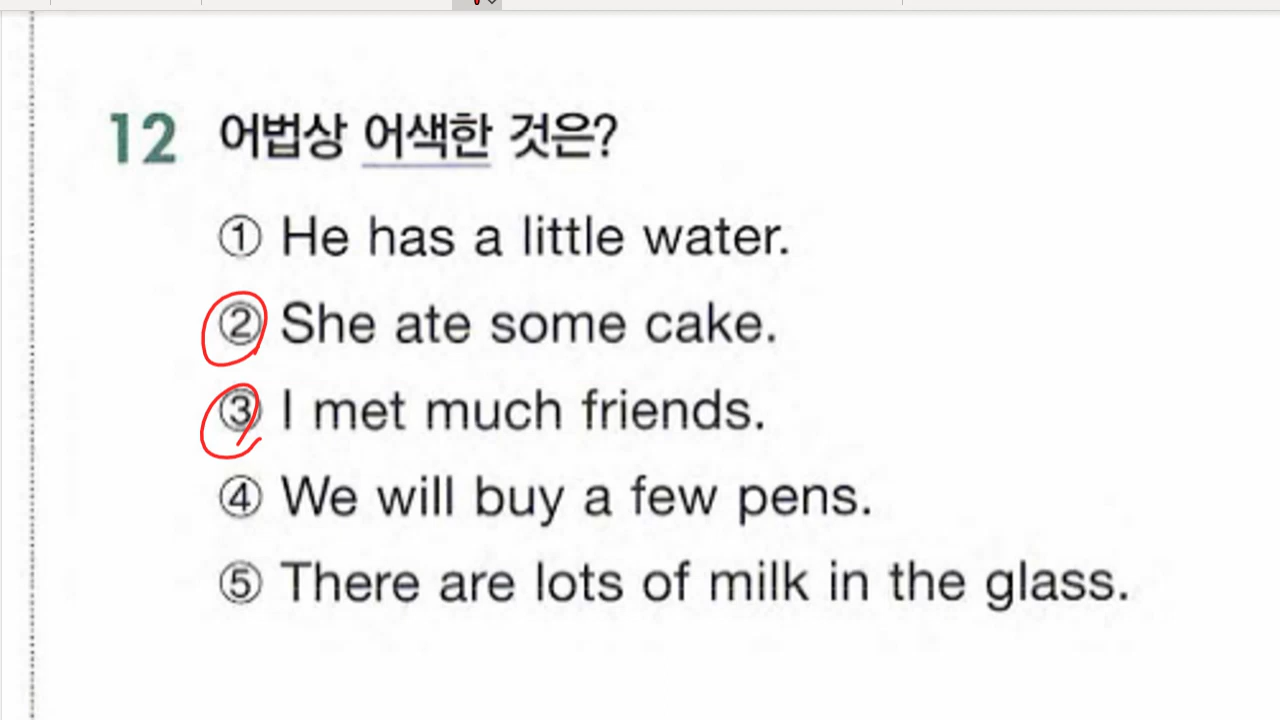 12 어법상 어색한 것은?
① He has a little water.
② She ate some cake.
③ I met much friends.
④ We will buy a few pens.
⑤ There are lots of milk in the glass.